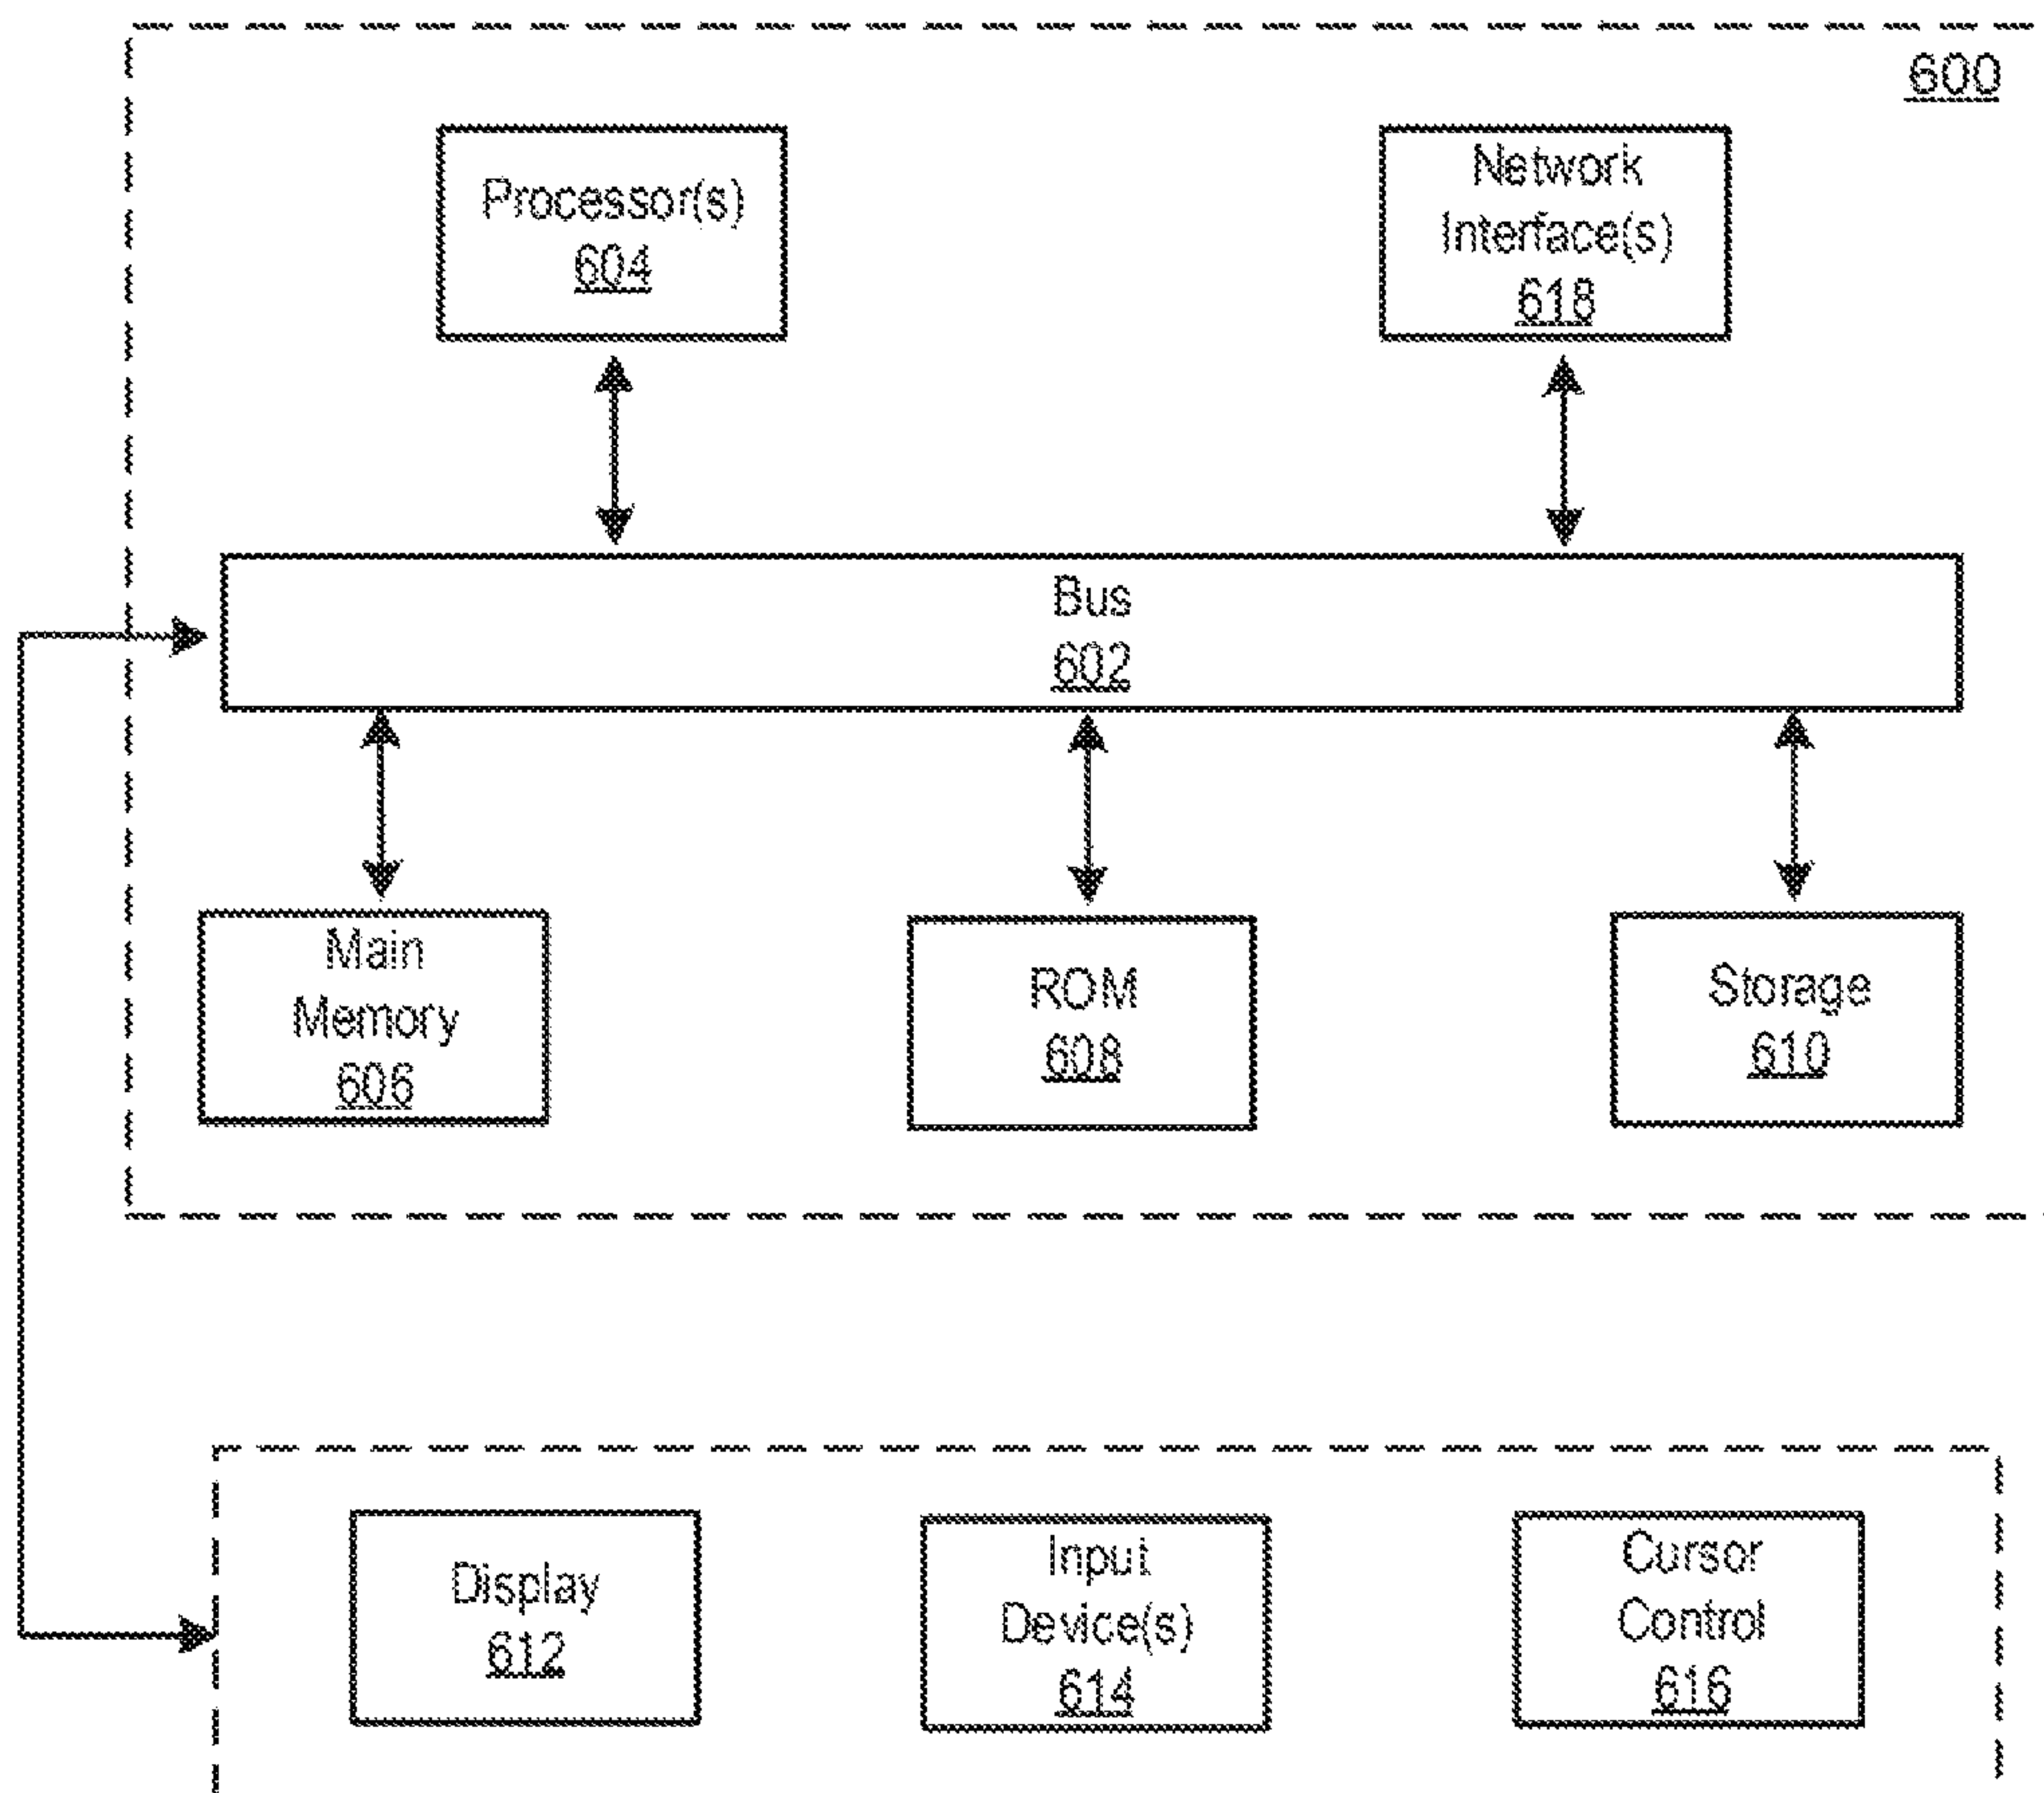 600
Processor(s)
604
Network
Interface(s)
618
Bus
602
Main
Memory
606
ROM
608
Storage
610
Display
612
Input
Device(s)
614
Cursor
Control
616